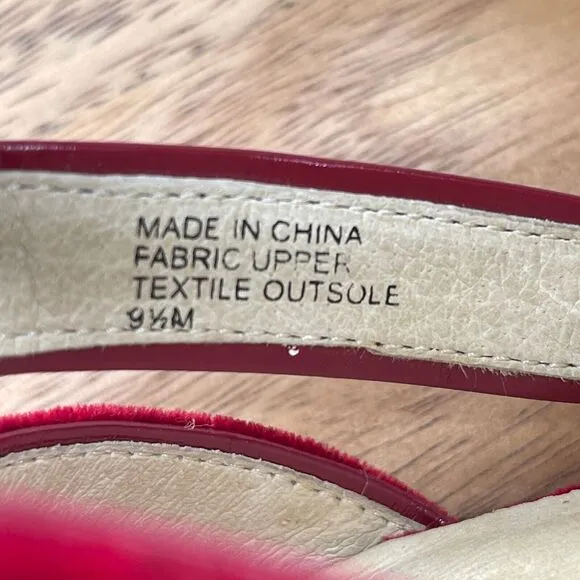 MADE IN CHINA
FABRIC UPPER
TEXTILE OUTSOLE
9½M